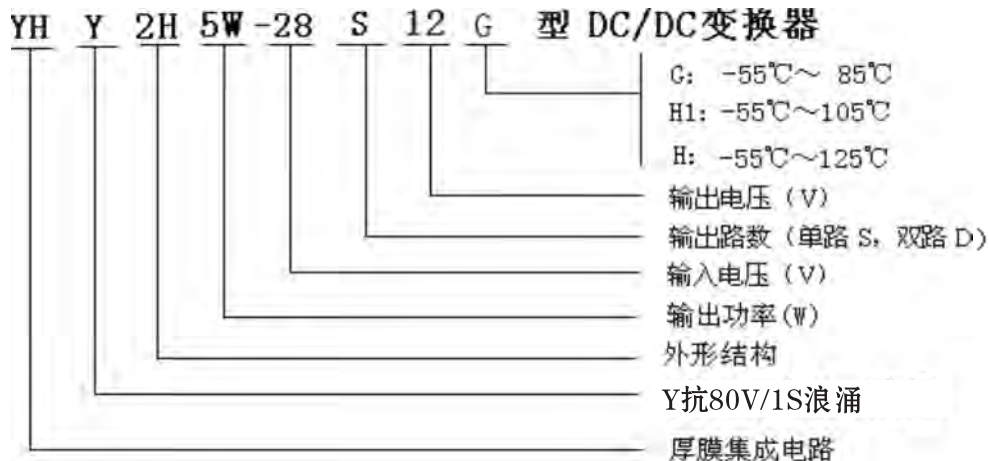 YH Y 2H 5W-28 S 12 G 型 DC/DC变换器
G: -55℃～ 85℃
H1: -55℃～105℃
H: -55℃～125℃
输出电压（V）
输出路数（单路 S，双路 D）
输入电压（V）
输出功率(W)
外形结构
Y抗80V/1S浪涌
厚膜集成电路